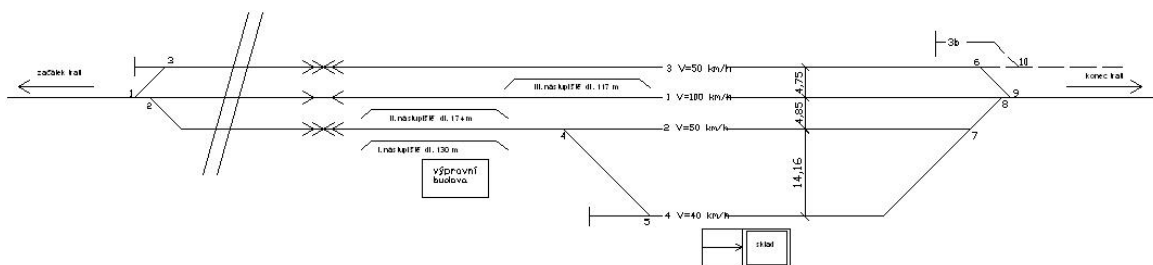 3b
3
6
10
začátek trati
3 V=50 km/h
konec trati
4,75
III. nástupiště dl. 117 m
1
1 V=100 km/h
9
2
8
4,85
II. nástupiště dl. 174 m
2 V=50 km/h
4
7
I. nástupiště dl. 130 m
výpravní
budova
14,16
5
4 V=40 km/h
sklad